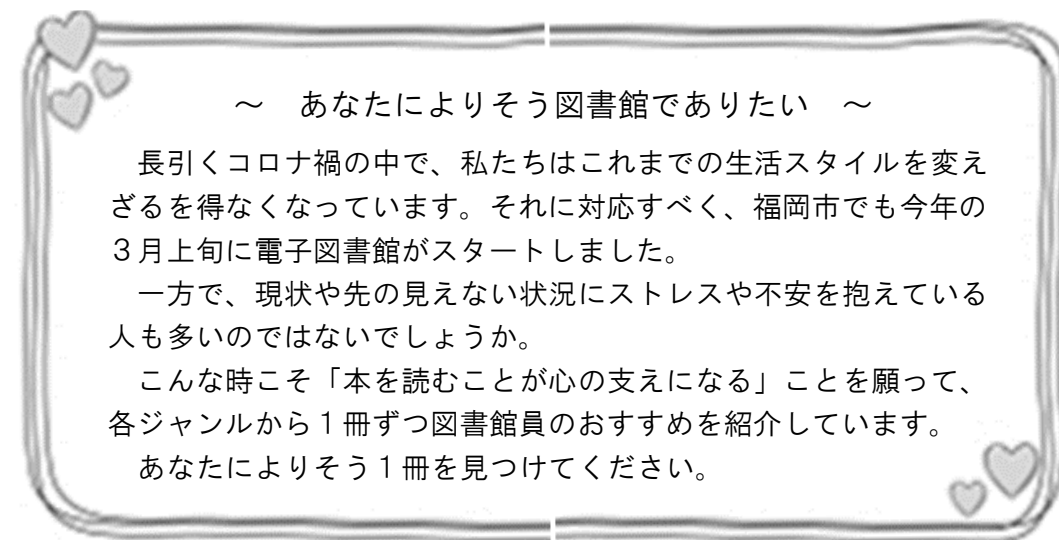 ～　あなたによりそう図書館でありたい　～
　長引くコロナ禍の中で、私たちはこれまでの生活スタイルを変え
ざるを得なくなっています。それに対応すべく、福岡市でも今年の
３月上旬に電子図書館がスタートしました。
　一方で、現状や先の見えない状況にストレスや不安を抱えている
人も多いのではないでしょうか。
　こんな時こそ「本を読むことが心の支えになる」ことを願って、
各ジャンルから１冊ずつ図書館員のおすすめを紹介しています。
　あなたによりそう１冊を見つけてください。